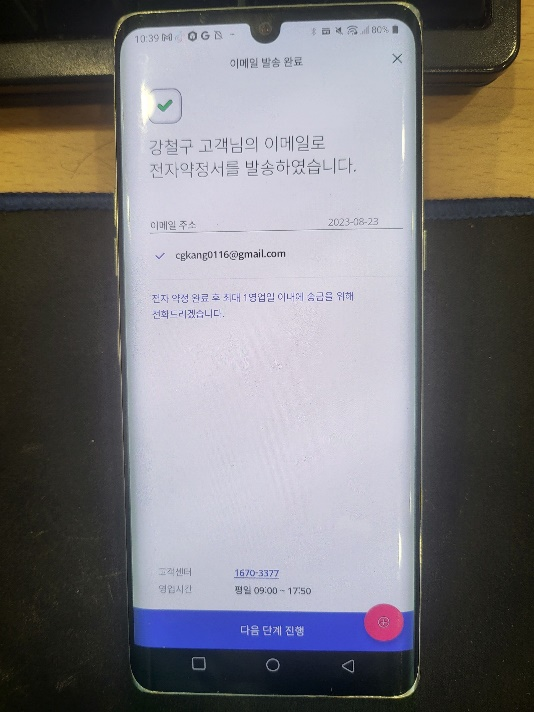 10:39 G 80%
이메일 발송 완료
강철구 고객님의 이메일로
전자약정서를 발송하였습니다.
이메일 주소 2023-08-23
cgkang0116@gmail.com
전자 약정 완료 후 최대 1영업일 이내에 송금을 위해
전화드리겠습니다.
고객센터 1670-3377
영업시간 평일 09:00 ~ 17:50
다음 단계 진행